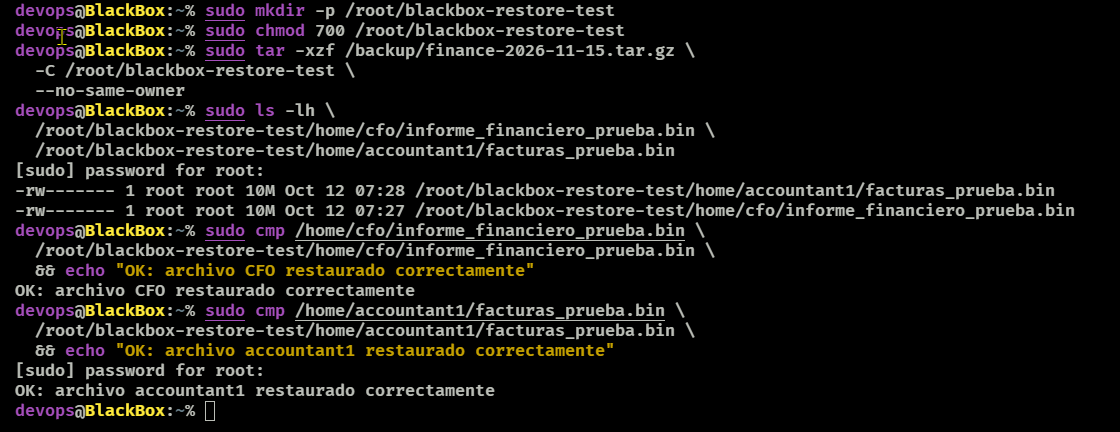 devops@BlackBox:~% sudo mkdir -p /root/blackbox-restore-test
devops@BlackBox:~% sudo chmod 700 /root/blackbox-restore-test
devops@BlackBox:~% sudo tar -xzf /backup/finance-2026-11-15.tar.gz \
  -C /root/blackbox-restore-test \
  --no-same-owner
devops@BlackBox:~% sudo ls -lh \
  /root/blackbox-restore-test/home/cfo/informe_financiero_prueba.bin \
  /root/blackbox-restore-test/home/accountant1/facturas_prueba.bin
[sudo] password for root:
-rw------- 1 root root 10M Oct 12 07:28 /root/blackbox-restore-test/home/accountant1/facturas_prueba.bin
-rw------- 1 root root 10M Oct 12 07:27 /root/blackbox-restore-test/home/cfo/informe_financiero_prueba.bin
devops@BlackBox:~% sudo cmp /home/cfo/informe_financiero_prueba.bin \
  /root/blackbox-restore-test/home/cfo/informe_financiero_prueba.bin \
  && echo "OK: archivo CFO restaurado correctamente"
OK: archivo CFO restaurado correctamente
devops@BlackBox:~% sudo cmp /home/accountant1/facturas_prueba.bin \
  /root/blackbox-restore-test/home/accountant1/facturas_prueba.bin \
  && echo "OK: archivo accountant1 restaurado correctamente"
[sudo] password for root:
OK: archivo accountant1 restaurado correctamente
devops@BlackBox:~%